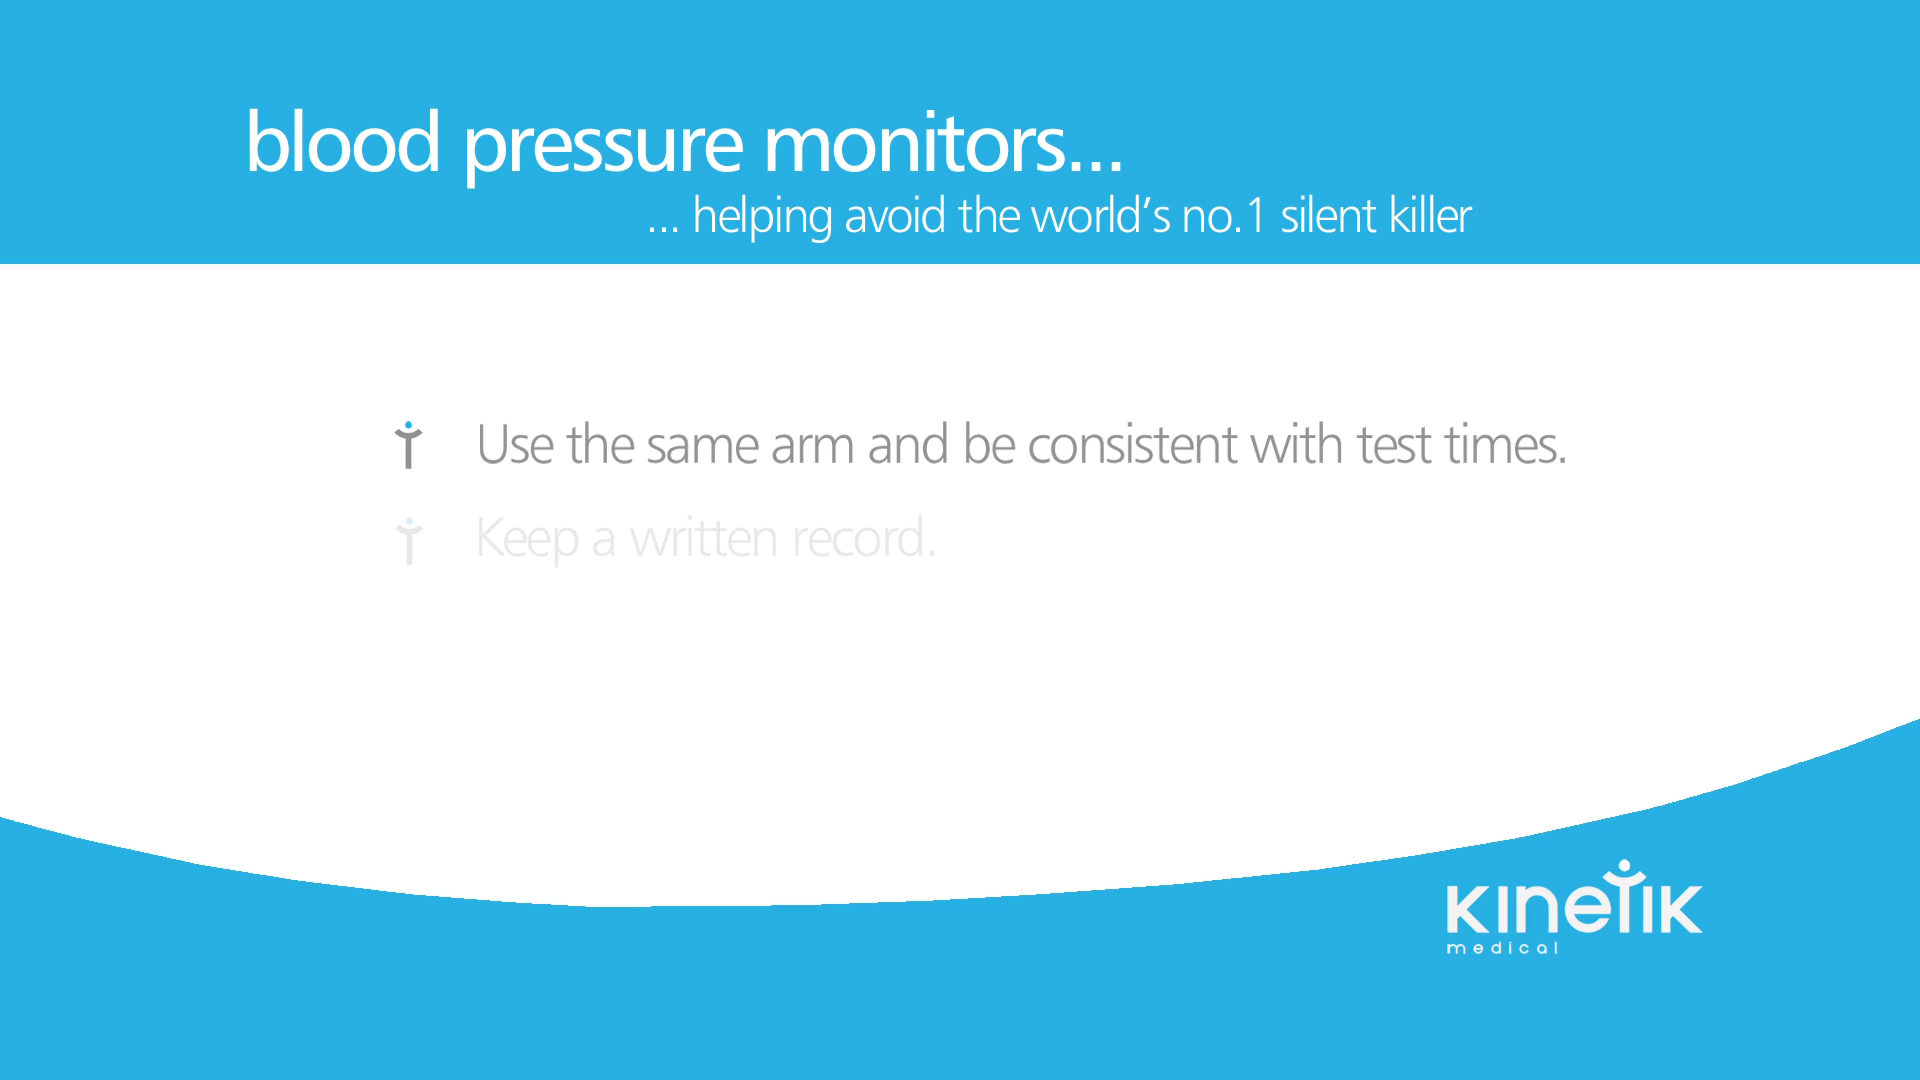 blood pressure monitors...
... helping avoid the world's no.1 silent killer
Use the same arm and be consistent with test times.
Keep a written record.
kinetik
medical